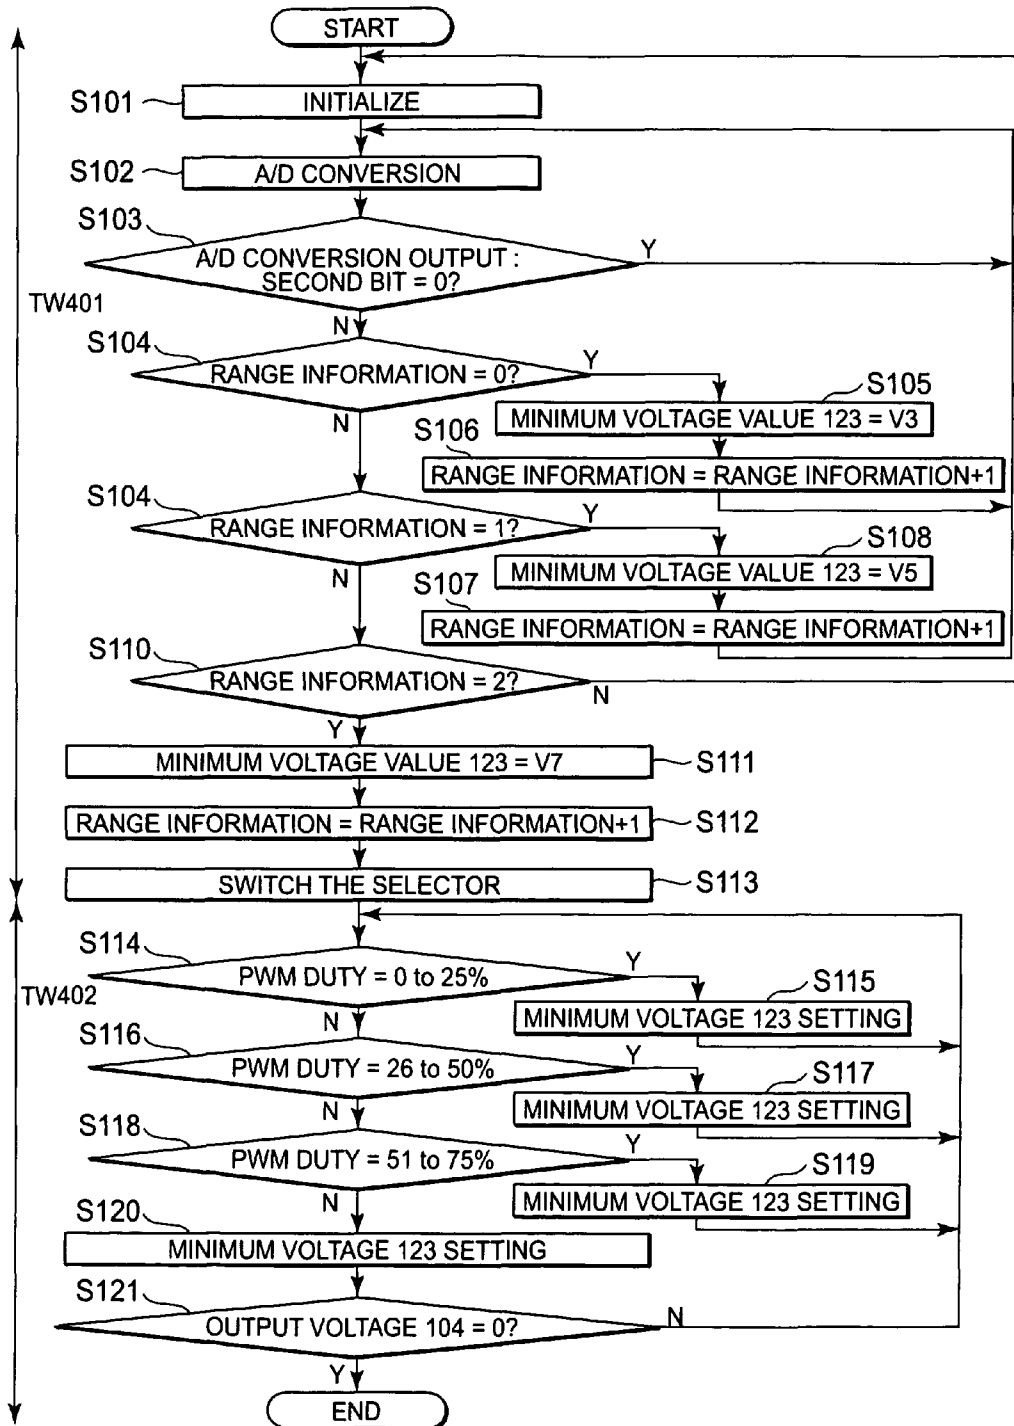 START
S101
INITIALIZE
S102
A/D CONVERSION
S103
A/D CONVERSION OUTPUT :
SECOND BIT = 0?
Y
TW401
N
S104
RANGE INFORMATION = 0?
Y
N
S105
MINIMUM VOLTAGE VALUE 123 = V3
S106
RANGE INFORMATION = RANGE INFORMATION+1
S104
RANGE INFORMATION = 1?
Y
N
S108
MINIMUM VOLTAGE VALUE 123 = V5
S107
RANGE INFORMATION = RANGE INFORMATION+1
S110
RANGE INFORMATION = 2?
N
Y
MINIMUM VOLTAGE VALUE 123 = V7
S111
RANGE INFORMATION = RANGE INFORMATION+1
S112
SWITCH THE SELECTOR
S113
S114
PWM DUTY = 0 to 25%
Y
TW402
N
S115
MINIMUM VOLTAGE 123 SETTING
S116
PWM DUTY = 26 to 50%
Y
N
S117
MINIMUM VOLTAGE 123 SETTING
S118
PWM DUTY = 51 to 75%
Y
N
S119
MINIMUM VOLTAGE 123 SETTING
S120
MINIMUM VOLTAGE 123 SETTING
S121
OUTPUT VOLTAGE 104 = 0?
N
Y
END